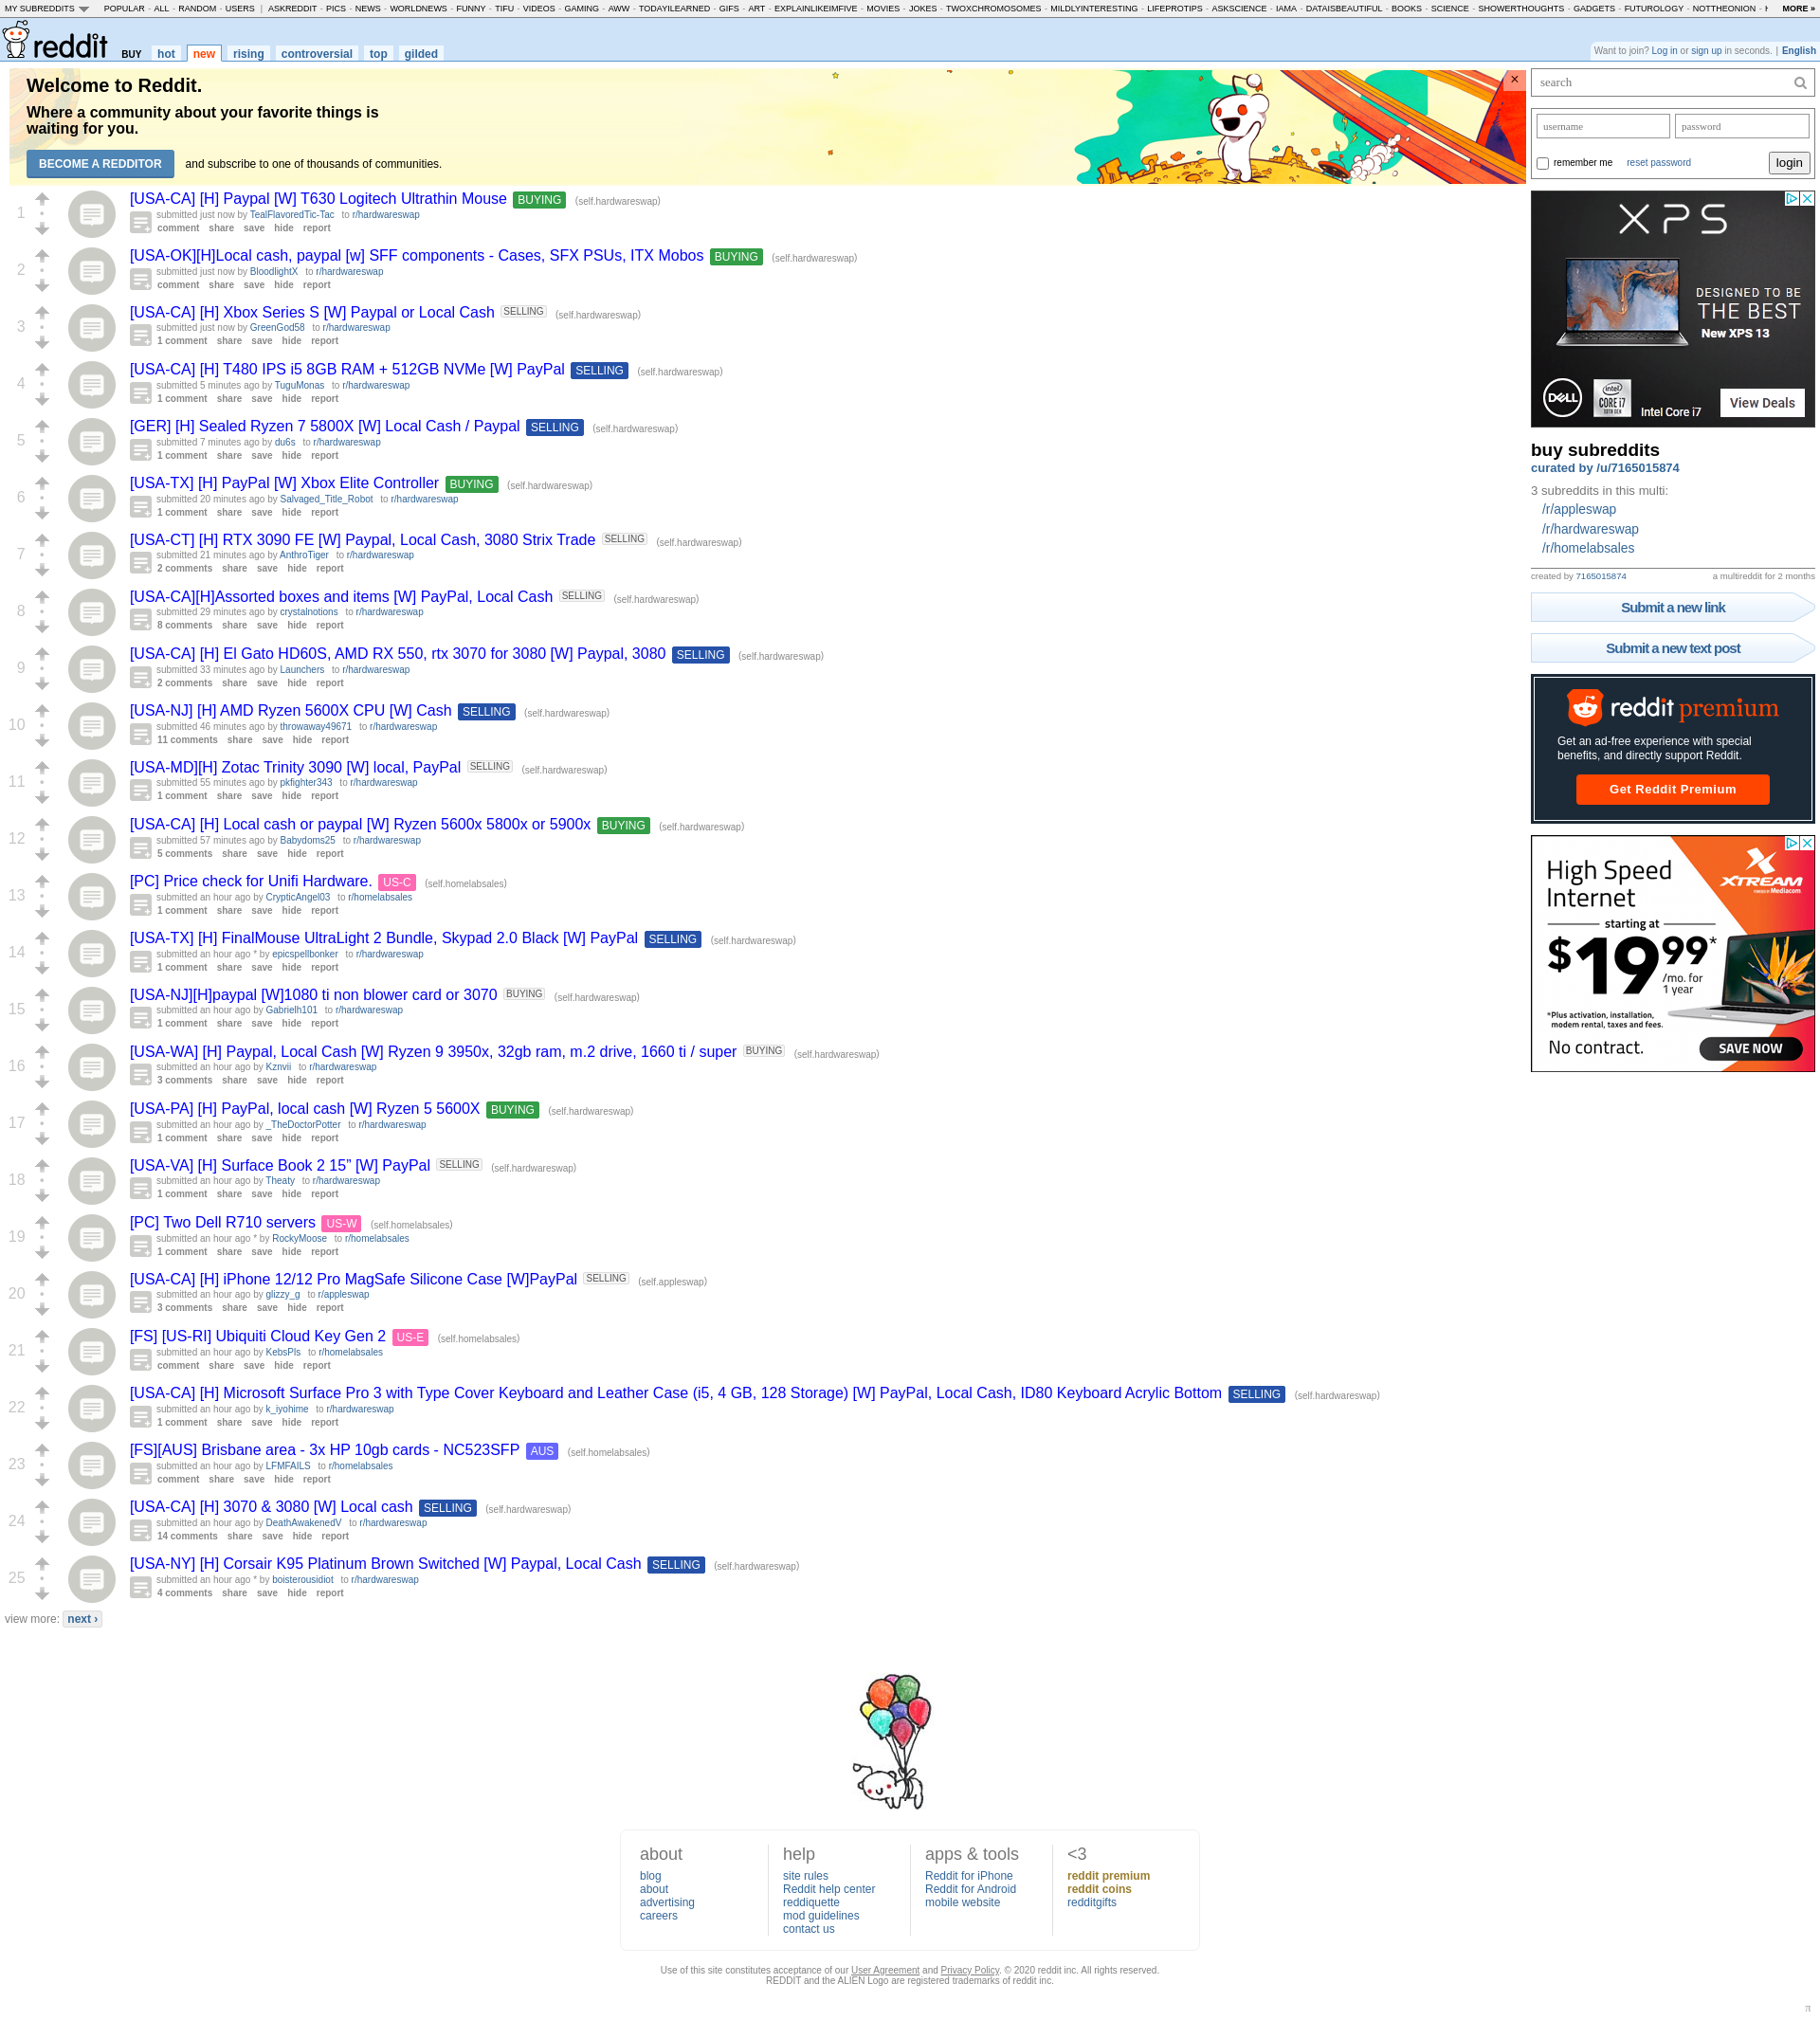 MY SUBREDDITS POPULAR - ALL - RANDOM - USERS | ASKREDDIT - PICS - NEWS - WORLDNEWS - FUNNY - TIFU - VIDEOS - GAMING - AWW - TODAYILEARNED - GIFS - ART - EXPLAINLIKEIMFIVE - MOVIES - JOKES - TWOXCHROMOSOMES - MILDLYINTERESTING - LIFEPROTIPS - ASKSCIENCE - IAMA - DATAISBEAUTIFUL - BOOKS - SCIENCE - SHOWERTHOUGHTS - GADGETS - FUTUROLOGY - NOTTHEONION - MORE »
reddit BUY hot new rising controversial top gilded
Want to join? Log in or sign up in seconds. | English
Welcome to Reddit.
Where a community about your favorite things is
waiting for you.
BECOME A REDDITOR and subscribe to one of thousands of communities.
×
1
[USA-CA] [H] Paypal [W] T630 Logitech Ultrathin Mouse BUYING (self.hardwareswap)
submitted just now by TealFlavoredTic-Tac to r/hardwareswap
comment share save hide report
2
[USA-OK][H]Local cash, paypal [w] SFF components - Cases, SFX PSUs, ITX Mobos BUYING (self.hardwareswap)
submitted just now by BloodlightX to r/hardwareswap
comment share save hide report
3
[USA-CA] [H] Xbox Series S [W] Paypal or Local Cash SELLING (self.hardwareswap)
submitted just now by GreenGod58 to r/hardwareswap
1 comment share save hide report
4
[USA-CA] [H] T480 IPS i5 8GB RAM + 512GB NVMe [W] PayPal SELLING (self.hardwareswap)
submitted 5 minutes ago by TuguMonas to r/hardwareswap
1 comment share save hide report
5
[GER] [H] Sealed Ryzen 7 5800X [W] Local Cash / Paypal SELLING (self.hardwareswap)
submitted 7 minutes ago by du6s to r/hardwareswap
1 comment share save hide report
6
[USA-TX] [H] PayPal [W] Xbox Elite Controller BUYING (self.hardwareswap)
submitted 20 minutes ago by Salvaged_Title_Robot to r/hardwareswap
1 comment share save hide report
7
[USA-CT] [H] RTX 3090 FE [W] Paypal, Local Cash, 3080 Strix Trade SELLING (self.hardwareswap)
submitted 21 minutes ago by AnthroTiger to r/hardwareswap
2 comments share save hide report
8
[USA-CA][H]Assorted boxes and items [W] PayPal, Local Cash SELLING (self.hardwareswap)
submitted 29 minutes ago by crystalnotions to r/hardwareswap
8 comments share save hide report
9
[USA-CA] [H] El Gato HD60S, AMD RX 550, rtx 3070 for 3080 [W] Paypal, 3080 SELLING (self.hardwareswap)
submitted 33 minutes ago by Launchers to r/hardwareswap
2 comments share save hide report
10
[USA-NJ] [H] AMD Ryzen 5600X CPU [W] Cash SELLING (self.hardwareswap)
submitted 46 minutes ago by throwaway49671 to r/hardwareswap
11 comments share save hide report
11
[USA-MD][H] Zotac Trinity 3090 [W] local, PayPal SELLING (self.hardwareswap)
submitted 55 minutes ago by pkfighter343 to r/hardwareswap
1 comment share save hide report
12
[USA-CA] [H] Local cash or paypal [W] Ryzen 5600x 5800x or 5900x BUYING (self.hardwareswap)
submitted 57 minutes ago by Babydoms25 to r/hardwareswap
5 comments share save hide report
13
[PC] Price check for Unifi Hardware. US-C (self.homelabsales)
submitted an hour ago by CrypticAngel03 to r/homelabsales
1 comment share save hide report
14
[USA-TX] [H] FinalMouse UltraLight 2 Bundle, Skypad 2.0 Black [W] PayPal SELLING (self.hardwareswap)
submitted an hour ago * by epicspellbonker to r/hardwareswap
1 comment share save hide report
15
[USA-NJ][H]paypal [W]1080 ti non blower card or 3070 BUYING (self.hardwareswap)
submitted an hour ago by Gabrielh101 to r/hardwareswap
1 comment share save hide report
16
[USA-WA] [H] Paypal, Local Cash [W] Ryzen 9 3950x, 32gb ram, m.2 drive, 1660 ti / super BUYING (self.hardwareswap)
submitted an hour ago by Kznvii to r/hardwareswap
3 comments share save hide report
17
[USA-PA] [H] PayPal, local cash [W] Ryzen 5 5600X BUYING (self.hardwareswap)
submitted an hour ago by _TheDoctorPotter to r/hardwareswap
1 comment share save hide report
18
[USA-VA] [H] Surface Book 2 15” [W] PayPal SELLING (self.hardwareswap)
submitted an hour ago by Theaty to r/hardwareswap
1 comment share save hide report
19
[PC] Two Dell R710 servers US-W (self.homelabsales)
submitted an hour ago * by RockyMoose to r/homelabsales
1 comment share save hide report
20
[USA-CA] [H] iPhone 12/12 Pro MagSafe Silicone Case [W]PayPal SELLING (self.appleswap)
submitted an hour ago by glizzy_g to r/appleswap
3 comments share save hide report
21
[FS] [US-RI] Ubiquiti Cloud Key Gen 2 US-E (self.homelabsales)
submitted an hour ago by KebsPls to r/homelabsales
comment share save hide report
22
[USA-CA] [H] Microsoft Surface Pro 3 with Type Cover Keyboard and Leather Case (i5, 4 GB, 128 Storage) [W] PayPal, Local Cash, ID80 Keyboard Acrylic Bottom SELLING (self.hardwareswap)
submitted an hour ago by k_iyohime to r/hardwareswap
1 comment share save hide report
23
[FS][AUS] Brisbane area - 3x HP 10gb cards - NC523SFP AUS (self.homelabsales)
submitted an hour ago by LFMFAILS to r/homelabsales
comment share save hide report
24
[USA-CA] [H] 3070 & 3080 [W] Local cash SELLING (self.hardwareswap)
submitted an hour ago by DeathAwakenedV to r/hardwareswap
14 comments share save hide report
25
[USA-NY] [H] Corsair K95 Platinum Brown Switched [W] Paypal, Local Cash SELLING (self.hardwareswap)
submitted an hour ago * by boisterousidiot to r/hardwareswap
4 comments share save hide report
view more: next ›
search
username password
remember me reset password login
XPS
DESIGNED TO BE
THE BEST
New XPS 13
DELL intel CORE i7 10TH GEN Intel Core i7 View Deals
buy subreddits
curated by /u/7165015874
3 subreddits in this multi:
/r/appleswap
/r/hardwareswap
/r/homelabsales
created by 7165015874 a multireddit for 2 months
Submit a new link
Submit a new text post
reddit premium
Get an ad-free experience with special
benefits, and directly support Reddit.
Get Reddit Premium
High Speed
Internet
XTREAM
POWERED BY Mediacom
starting at
$1999*
/mo. for
1 year
*Plus activation, installation,
modem rental, taxes and fees.
No contract. SAVE NOW
about
blog
about
advertising
careers
help
site rules
Reddit help center
reddiquette
mod guidelines
contact us
apps & tools
Reddit for iPhone
Reddit for Android
mobile website
<3
reddit premium
reddit coins
redditgifts
Use of this site constitutes acceptance of our User Agreement and Privacy Policy. © 2020 reddit inc. All rights reserved.
REDDIT and the ALIEN Logo are registered trademarks of reddit inc.
π